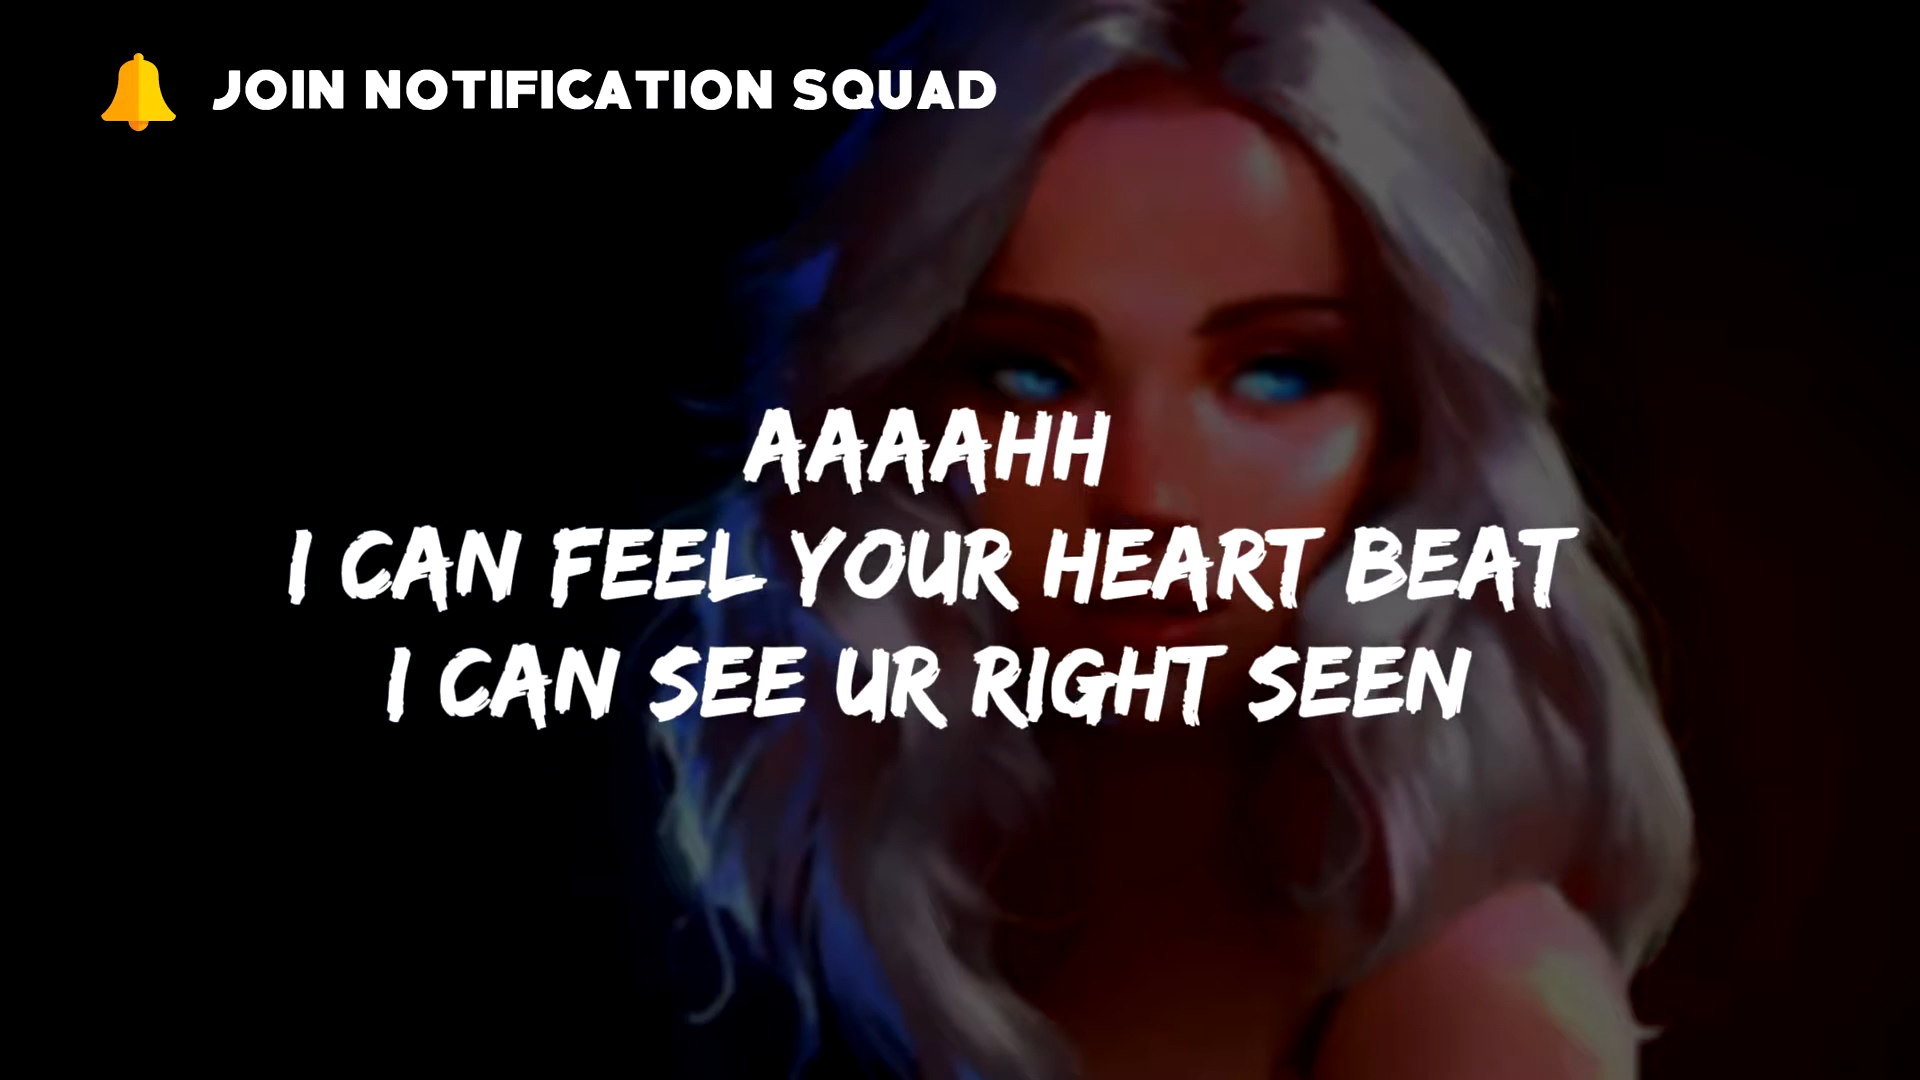 JOIN NOTIFICATION SQUAD
AAAAHH
I CAN FEEL YOUR HEART BEAT
I CAN SEE UR RIGHT SEEN